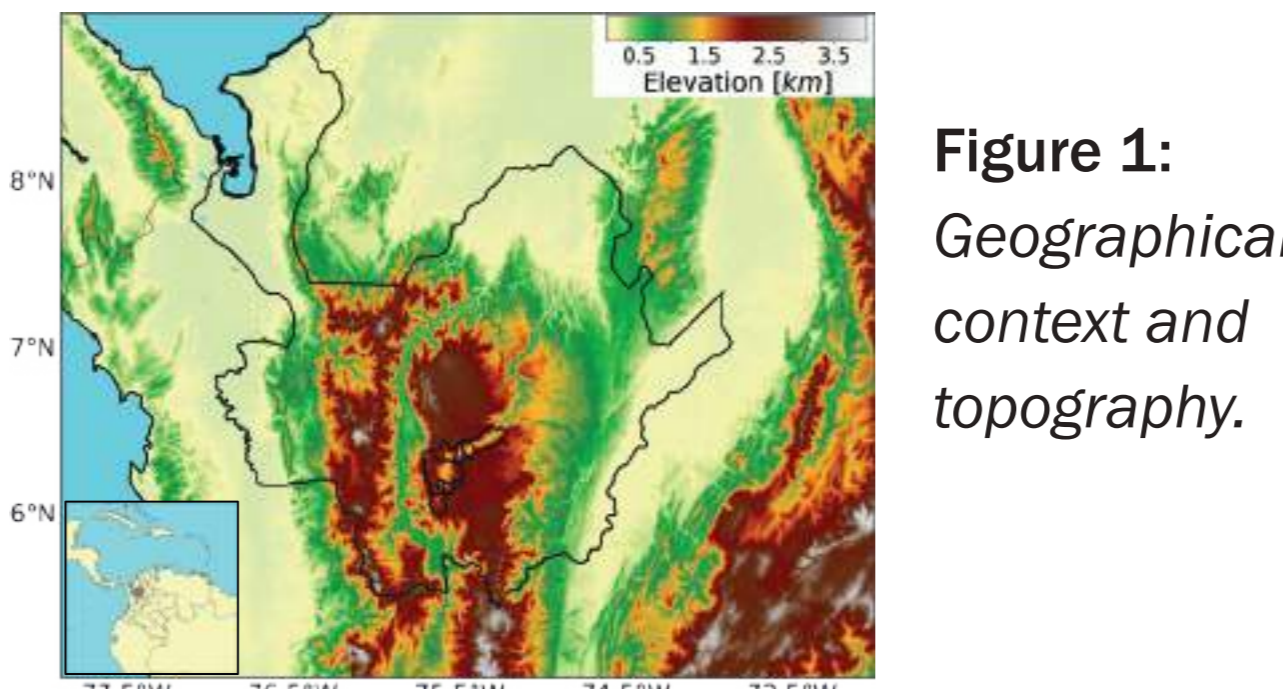 0.5 1.5 2.5 3.5
Elevation [km]
8°N
7°N
6°N
Figure 1:
Geographical
context and
topography.